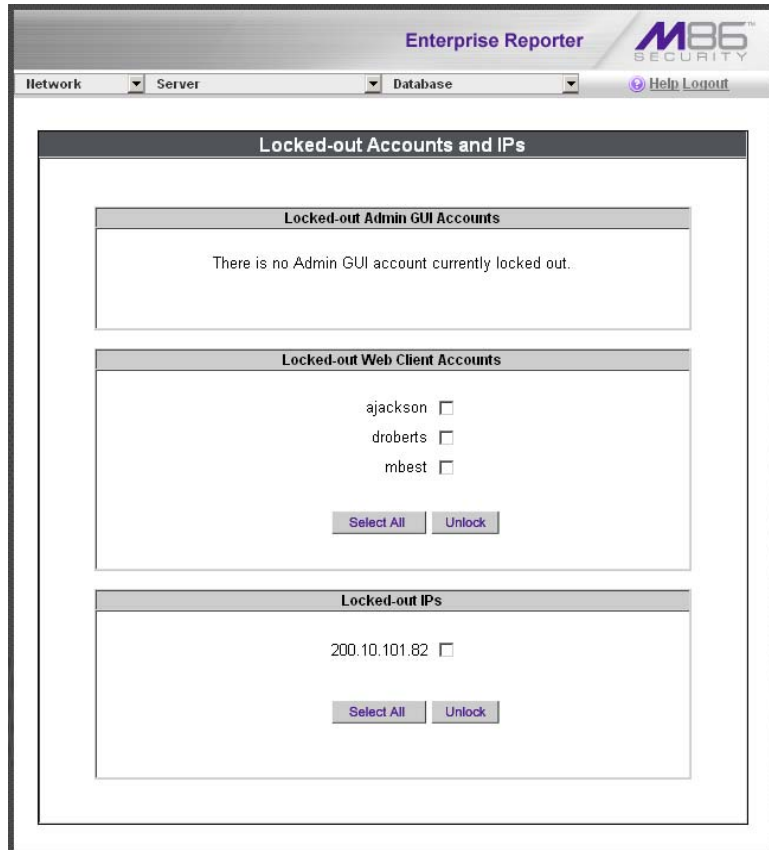 Enterprise Reporter
M86™
SECURITY
Network Server Database Help Logout
Locked-out Accounts and IPs
Locked-out Admin GUI Accounts
There is no Admin GUI account currently locked out.
Locked-out Web Client Accounts
ajackson
droberts
mbest
Select All Unlock
Locked-out IPs
200.10.101.82
Select All Unlock